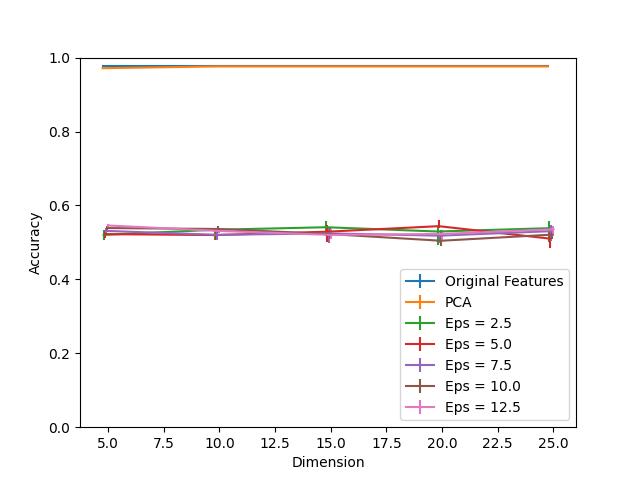 1.0
0.8
0.6
0.4
0.2
0.0
Accuracy
Original Features
PCA
Eps = 2.5
Eps = 5.0
Eps = 7.5
Eps = 10.0
Eps = 12.5
5.0 7.5 10.0 12.5 15.0 17.5 20.0 22.5 25.0
Dimension